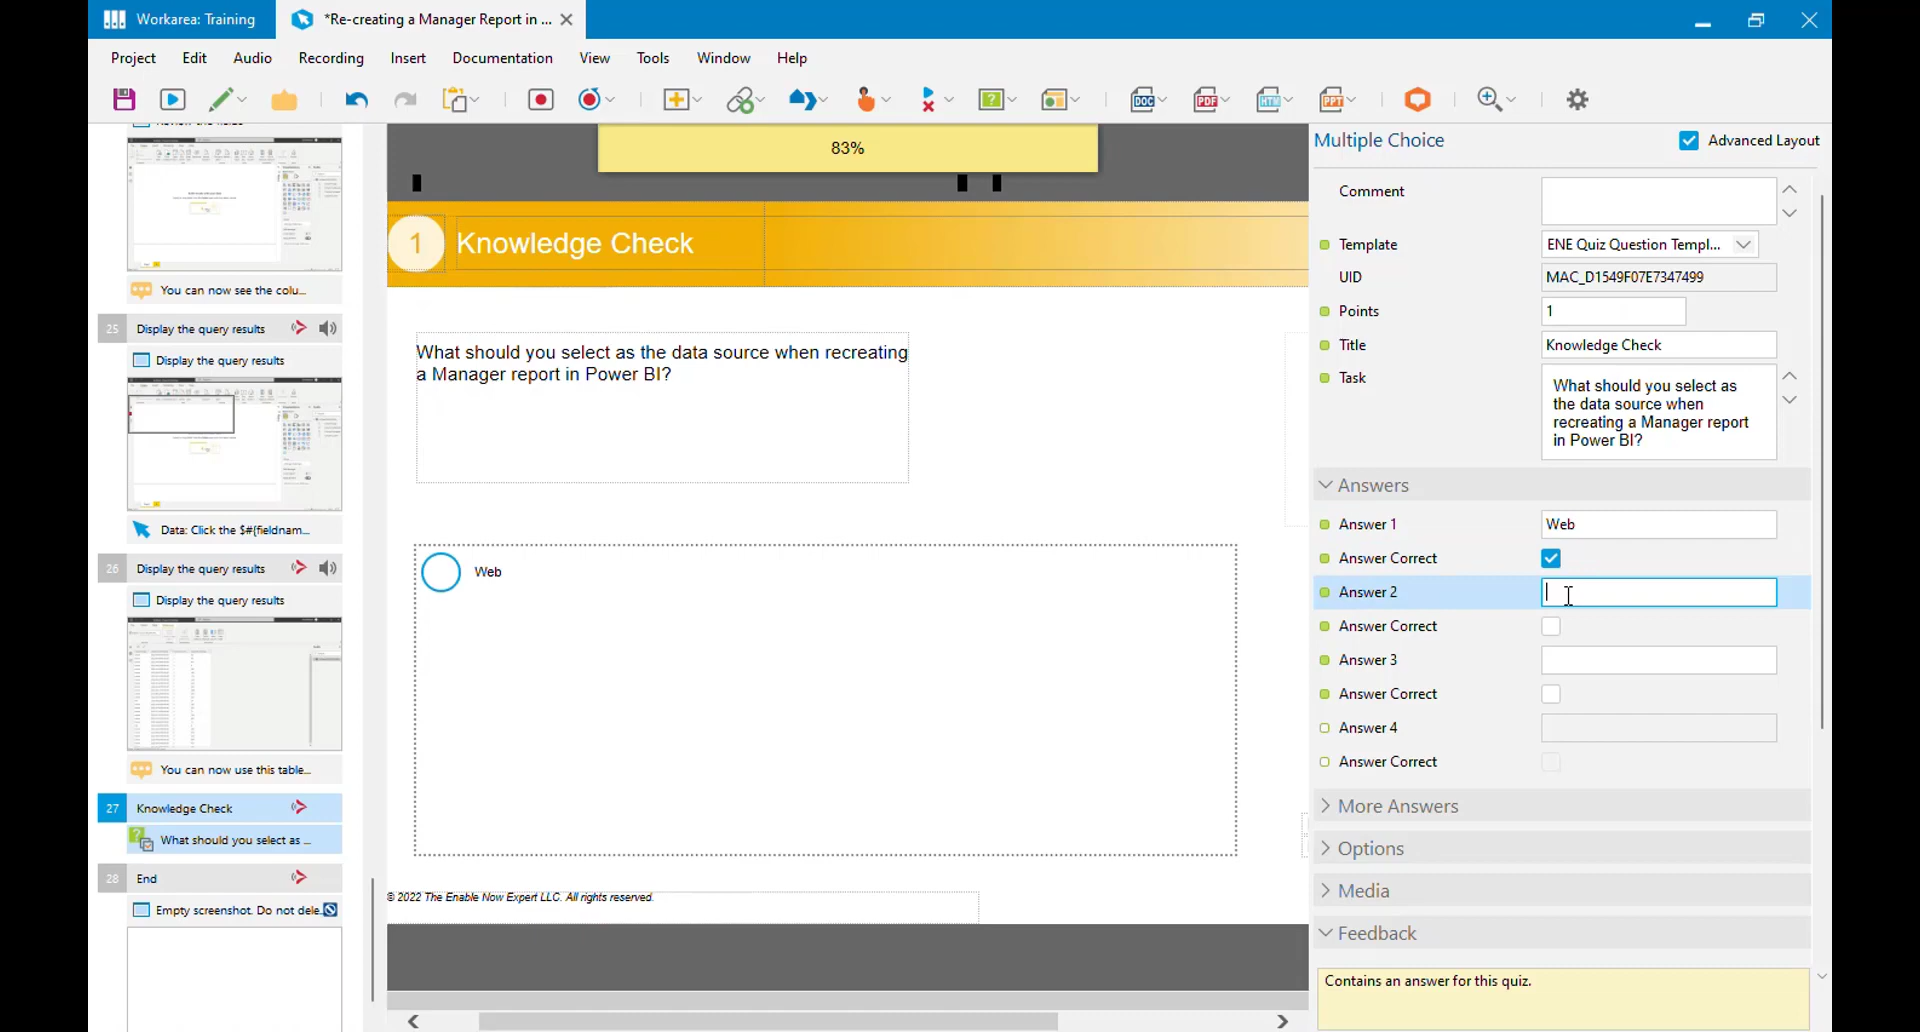 Workarea: Training
*Re-creating a Manager Report in ...
Project Edit Audio Recording Insert Documentation View Tools Window Help
DOC
PDF
HTM
PPT
You can now see the colu...
25 Display the query results
Display the query results
Data: Click the $#{fieldnam...
26 Display the query results
Display the query results
You can now use this table...
27 Knowledge Check
What should you select as ...
28 End
Empty screenshot. Do not dele.
83%
1 Knowledge Check
What should you select as the data source when recreating
a Manager report in Power BI?
Web
© 2022 The Enable Now Expert LLC. All rights reserved.
Multiple Choice
Advanced Layout
Comment
Template ENE Quiz Question Templ...
UID MAC_D1549F07E7347499
Points 1
Title Knowledge Check
Task
What should you select as
the data source when
recreating a Manager report
in Power BI?
Answers
Answer 1 Web
Answer Correct
Answer 2
Answer Correct
Answer 3
Answer Correct
Answer 4
Answer Correct
More Answers
Options
Media
Feedback
Contains an answer for this quiz.